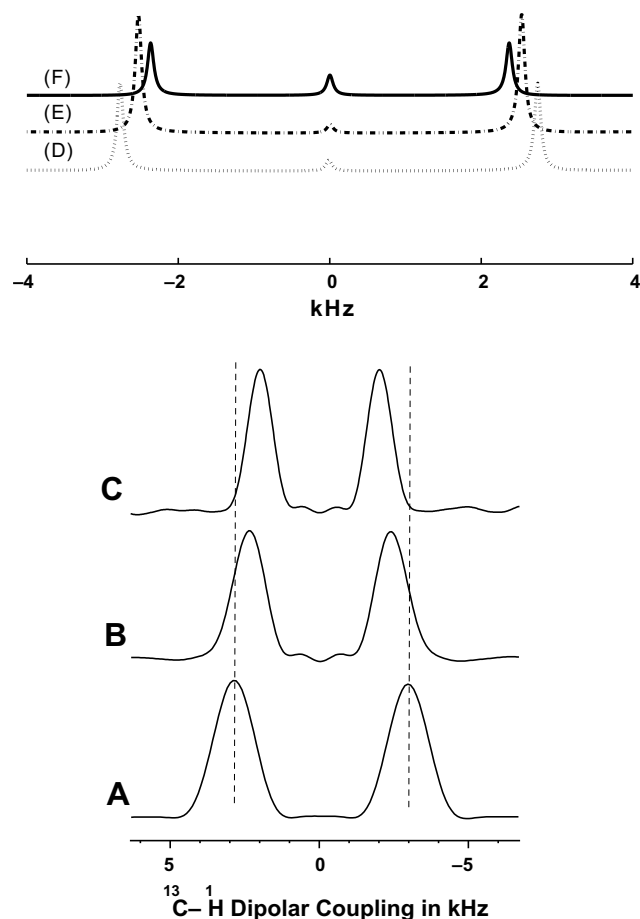 (F)
(E)
(D)
–4 –2 0 2 4
kHz
C
B
A
5 0 -5
13C– 1H Dipolar Coupling in kHz